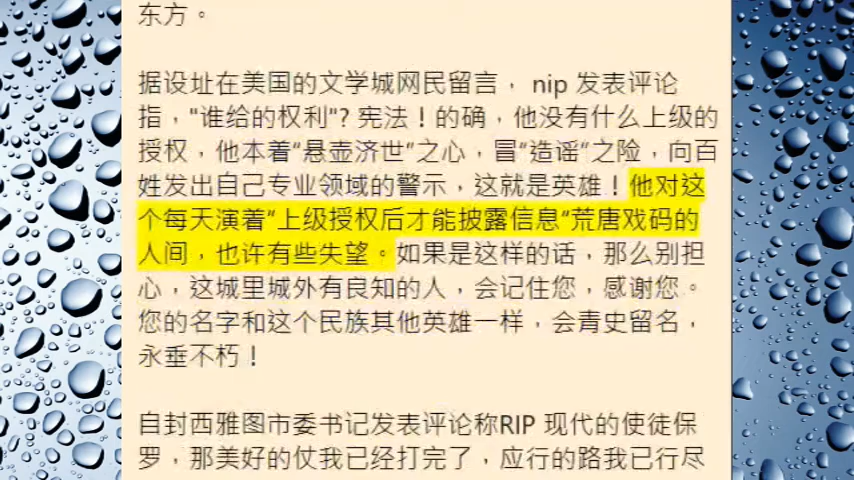 东方。
据设址在美国的文学城网民留言， nip 发表评论
指，"谁给的权利"? 宪法！的确，他没有什么上级的
授权，他本着“悬壶济世”之心，冒“造谣”之险，向百
姓发出自己专业领域的警示，这就是英雄！他对这
个每天演着“上级授权后才能披露信息”荒唐戏码的
人间，也许有些失望。如果是这样的话，那么别担
心，这城里城外有良知的人，会记住您，感谢您。
您的名字和这个民族其他英雄一样，会青史留名，
永垂不朽！
自封西雅图市委书记发表评论称RIP 现代的使徒保
罗，那美好的仗我已经打完了，应行的路我已行尽